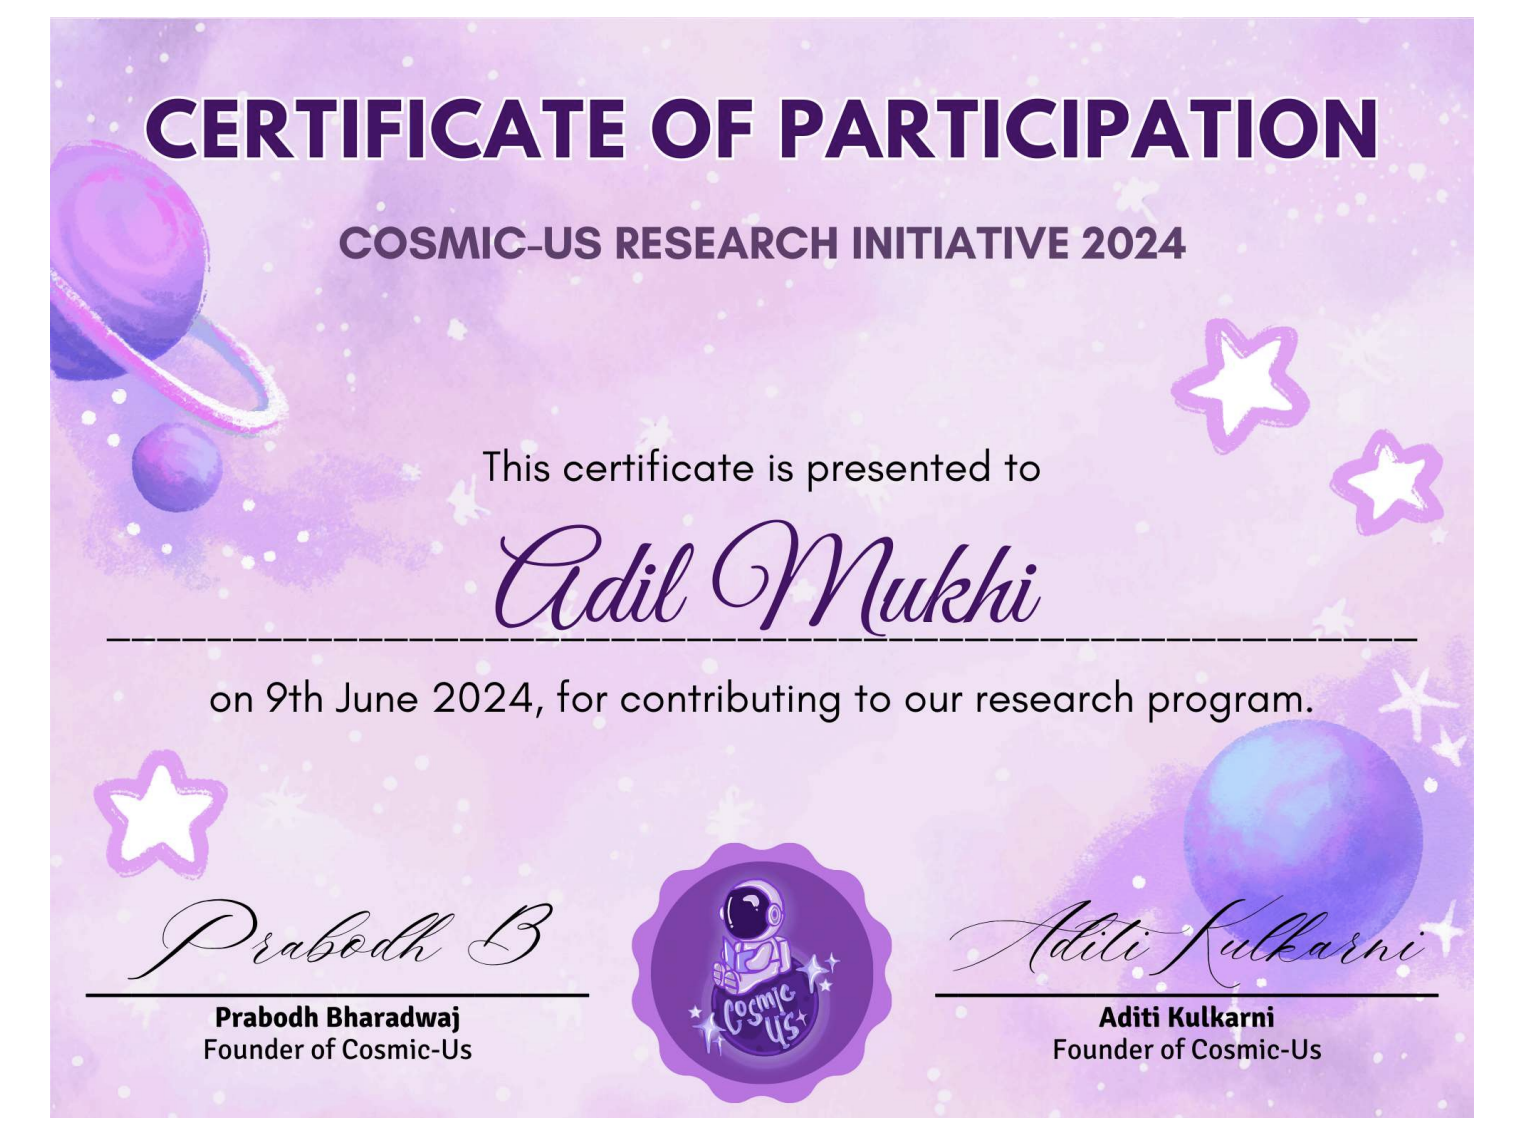 CERTIFICATE OF PARTICIPATION
COSMIC-US RESEARCH INITIATIVE 2024
This certificate is presented to
Adil Mukhi
on 9th June 2024, for contributing to our research program.
Prabodh B
Prabodh Bharadwaj
Founder of Cosmic-Us
Cosmic
Us
Aditi Kulkarni
Aditi Kulkarni
Founder of Cosmic-Us